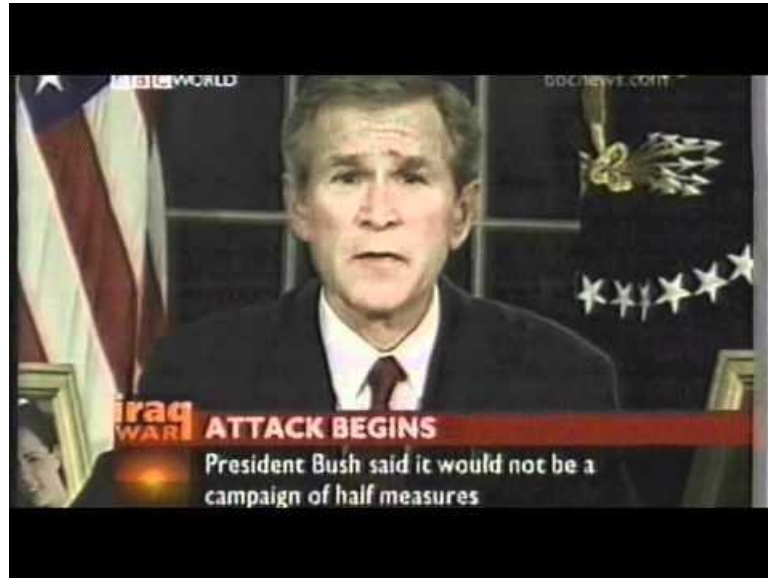 BBC WORLD
bbcnews.com
iraq
WAR
ATTACK BEGINS
President Bush said it would not be a
campaign of half measures